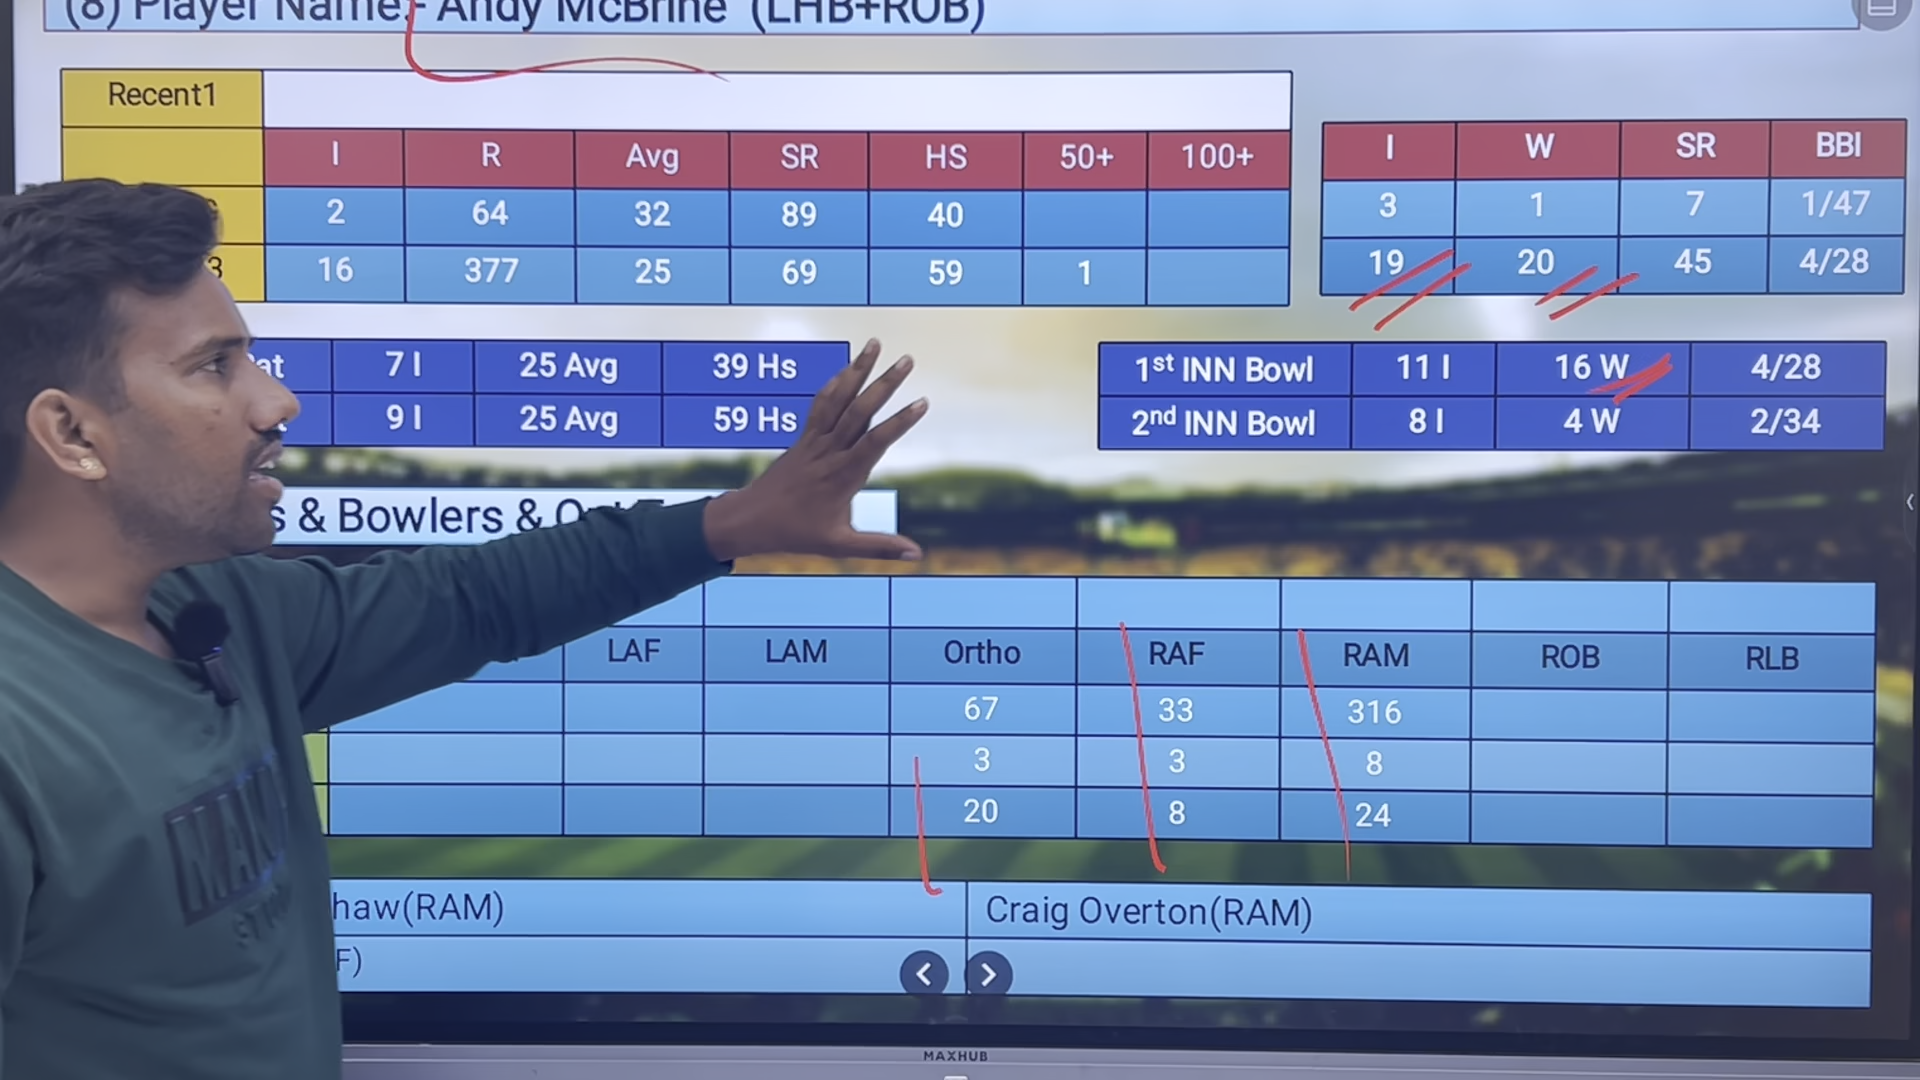 (8) Player Name:- Andy McBrine (LHB+ROB)
Recent1
I R Avg SR HS 50+ 100+
2 64 32 89 40
3 16 377 25 69 59 1
I W SR BBI
3 1 7 1/47
19 20 45 4/28
at 7 I 25 Avg 39 Hs
9 I 25 Avg 59 Hs
1st INN Bowl 11 I 16 W 4/28
2nd INN Bowl 8 I 4 W 2/34
s & Bowlers &
LAF LAM Ortho RAF RAM ROB RLB
67 33 316
3 3 8
20 8 24
haw(RAM) Craig Overton(RAM)
F)
MAXHUB